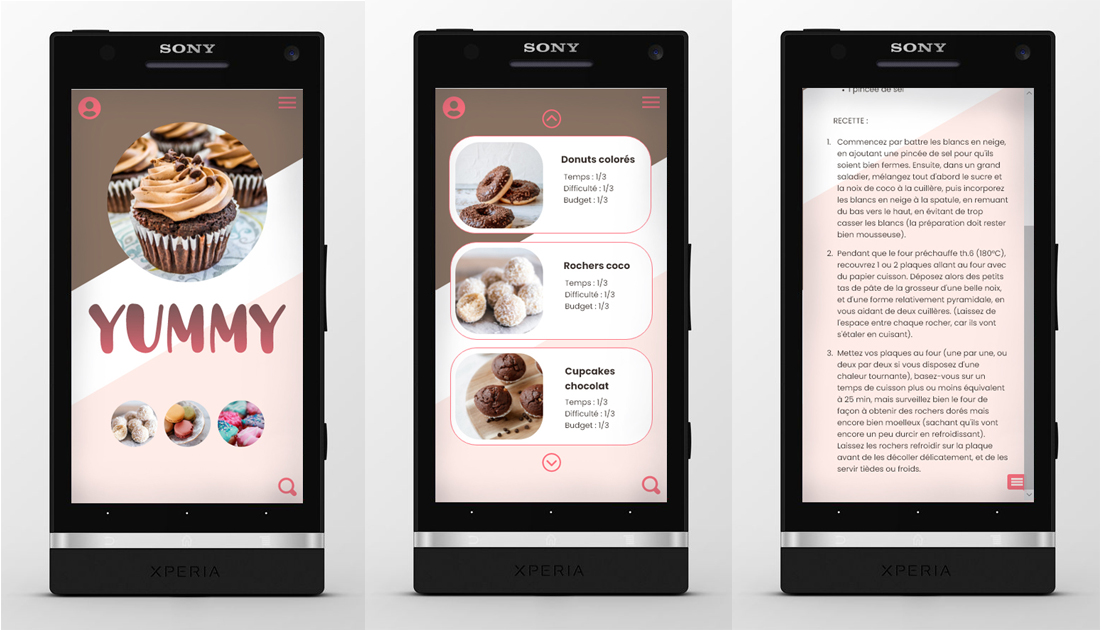 SONY
YUMMY
XPERIA
SONY
Donuts colorés
Temps : 1/3
Difficulté : 1/3
Budget : 1/3
Rochers coco
Temps : 1/3
Difficulté : 1/3
Budget : 1/3
Cupcakes
chocolat
Temps : 1/3
Difficulté : 1/3
Budget : 1/3
XPERIA
SONY
• 1 pincée de sel
RECETTE :
1. Commencez par battre les blancs en neige,
en ajoutant une pincée de sel pour qu'ils
soient bien fermes. Ensuite, dans un grand
saladier, mélangez tout d'abord le sucre et
la noix de coco à la cuillère, puis incorporez
les blancs en neige à la spatule, en remuant
du bas vers le haut, en évitant de trop
casser les blancs (la préparation doit rester
bien mousseuse).
2. Pendant que le four préchauffe th.6 (180°C),
recouvrez 1 ou 2 plaques allant au four avec
du papier cuisson. Déposez alors des petits
tas de pâte de la grosseur d'une belle noix,
et d'une forme relativement pyramidale, en
vous aidant de deux cuillères. (Laissez de
l'espace entre chaque rocher, car ils vont
s'étaler en cuisant).
3. Mettez vos plaques au four (une par une, ou
deux par deux si vous disposez d'une
chaleur tournante), basez-vous sur un
temps de cuisson plus ou moins équivalent
à 25 min, mais surveillez bien le four de
façon à obtenir des rochers dorés mais
encore bien moelleux (sachant qu'ils vont
encore un peu durcir en refroidissant).
Laissez les rochers refroidir sur la plaque
avant de les décoller délicatement, et de les
servir tièdes ou froids.
XPERIA